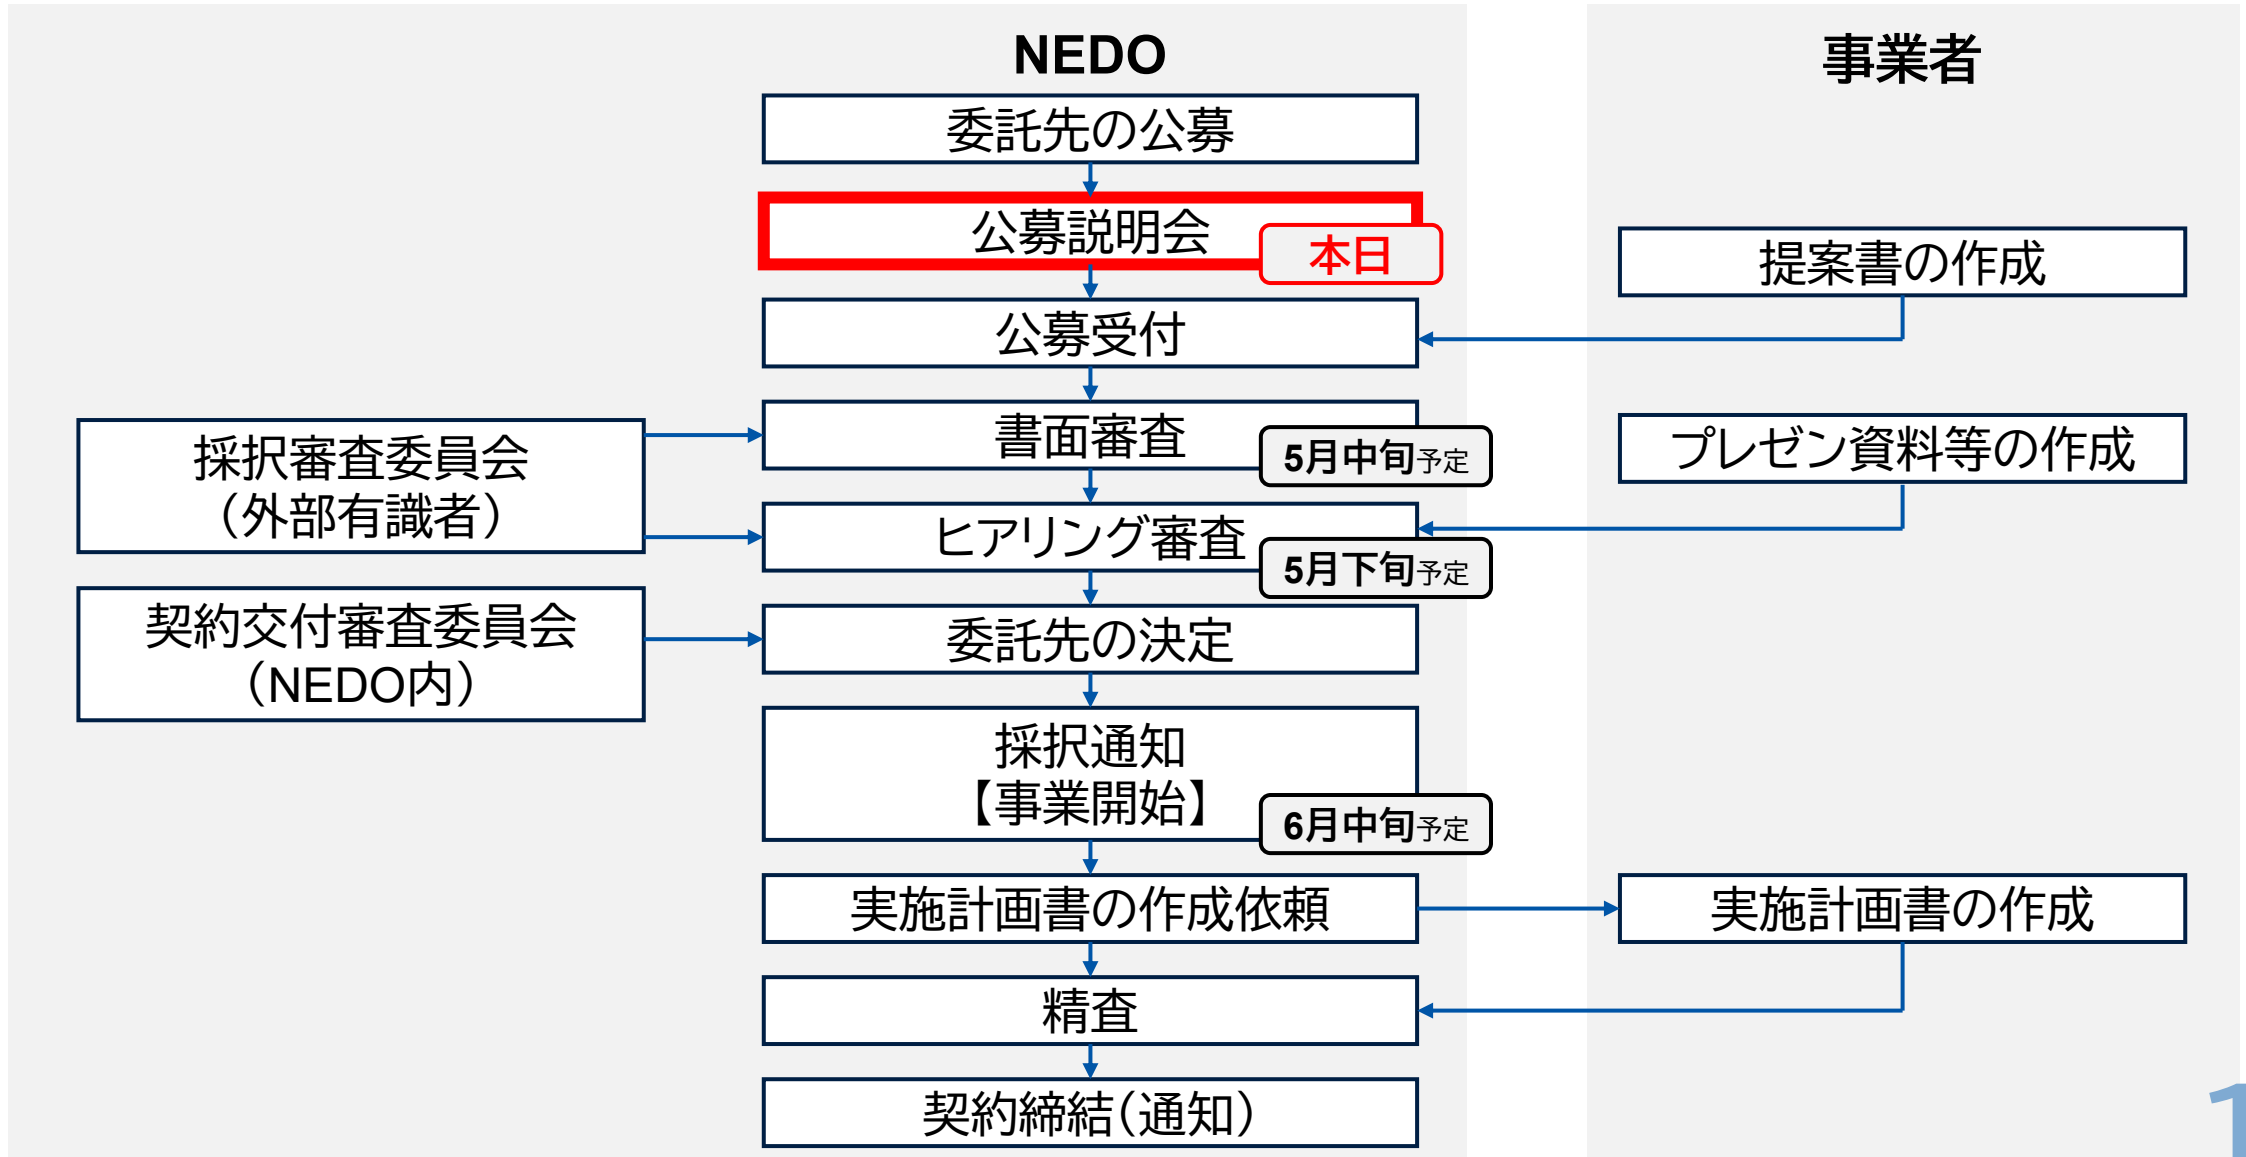 NEDO
事業者
委託先の公募
公募説明会
本日
提案書の作成
公募受付
書面審査
5月中旬予定
採択審査委員会
（外部有識者）
プレゼン資料等の作成
ヒアリング審査
5月下旬予定
契約交付審査委員会
（NEDO内）
委託先の決定
採択通知
【事業開始】
6月中旬予定
実施計画書の作成依頼
実施計画書の作成
精査
契約締結（通知）
1